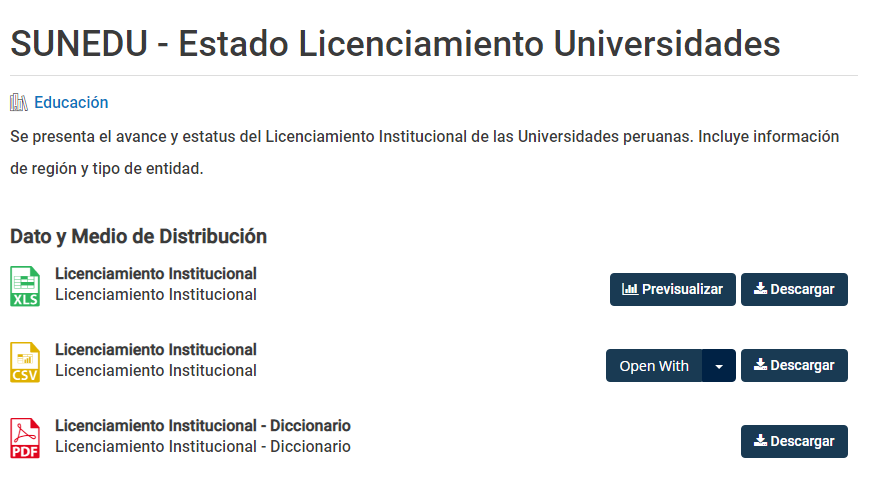 SUNEDU - Estado Licenciamiento Universidades
Educación
Se presenta el avance y estatus del Licenciamiento Institucional de las Universidades peruanas. Incluye información
de región y tipo de entidad.
Dato y Medio de Distribución
XLS
Licenciamiento Institucional
Licenciamiento Institucional
Previsualizar
Descargar
CSV
Licenciamiento Institucional
Licenciamiento Institucional
Open With
Descargar
PDF
Licenciamiento Institucional - Diccionario
Licenciamiento Institucional - Diccionario
Descargar